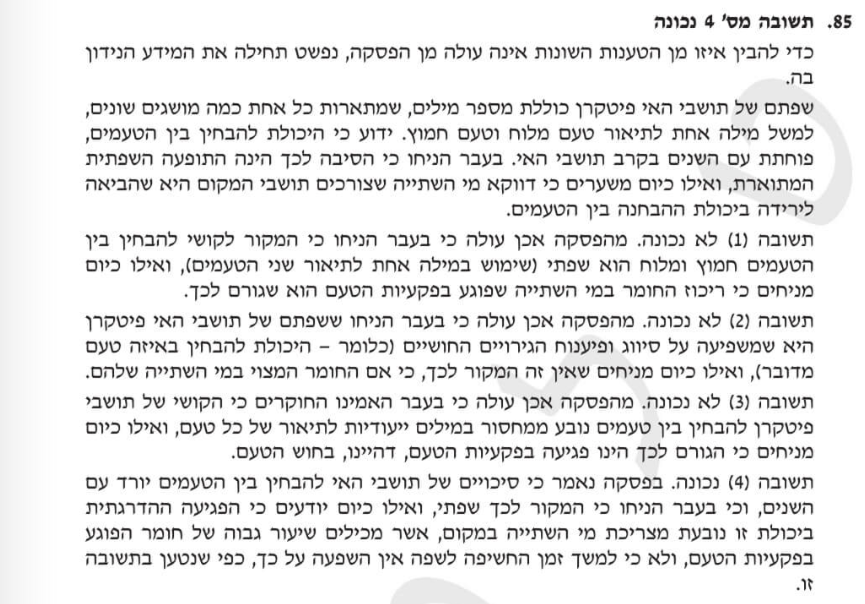 85. תשובה מס' 4 נכונה
כדי להבין איזו מן הטענות השונות אינה עולה מן הפסקה, נפשט תחילה את המידע הנידון
בה.
שפתם של תושבי האי פיטקרן כוללת מספר מילים, שמתארות כל אחת כמה מושגים שונים,
למשל מילה אחת לתיאור טעם מלוח וטעם חמוץ. ידוע כי היכולת להבחין בין הטעמים,
פוחתת עם השנים בקרב תושבי האי. בעבר הניחו כי הסיבה לכך הינה התופעה השפתית
המתוארת, ואילו כיום משערים כי דווקא מי השתייה שצורכים תושבי המקום היא שהביאה
לירידה ביכולת ההבחנה בין הטעמים.
תשובה (1) לא נכונה. מהפסקה אכן עולה כי בעבר הניחו כי המקור לקושי להבחין בין
הטעמים חמוץ ומלוח הוא שפתי (שימוש במילה אחת לתיאור שני הטעמים), ואילו כיום
מניחים כי ריכוז החומר במי השתייה שפוגע בפקעיות הטעם הוא שגורם לכך.
תשובה (2) לא נכונה. מהפסקה אכן עולה כי בעבר הניחו ששפתם של תושבי האי פיטקרן
היא שמשפיעה על סיווג ופיענוח הגירויים החושיים (כלומר – היכולת להבחין באיזה טעם
מדובר), ואילו כיום מניחים שאין זה המקור לכך, כי אם החומר המצוי במי השתייה שלהם.
תשובה (3) לא נכונה. מהפסקה אכן עולה כי בעבר האמינו החוקרים כי הקושי של תושבי
פיטקרן להבחין בין טעמים נובע ממחסור במילים ייעודיות לתיאור של כל טעם, ואילו כיום
מניחים כי הגורם לכך הינו פגיעה בפקעיות הטעם, דהיינו, בחוש הטעם.
תשובה (4) נכונה. בפסקה נאמר כי סיכויים של תושבי האי להבחין בין הטעמים יורד עם
השנים, וכי בעבר הניחו כי המקור לכך שפתי, ואילו כיום יודעים כי הפגיעה ההדרגתית
ביכולת זו נובעת מצריכת מי השתייה במקום, אשר מכילים שיעור גבוה של חומר הפוגע
בפקעיות הטעם, ולא כי למשך זמן החשיפה לשפה אין השפעה על כך, כפי שנטען בתשובה
זו.